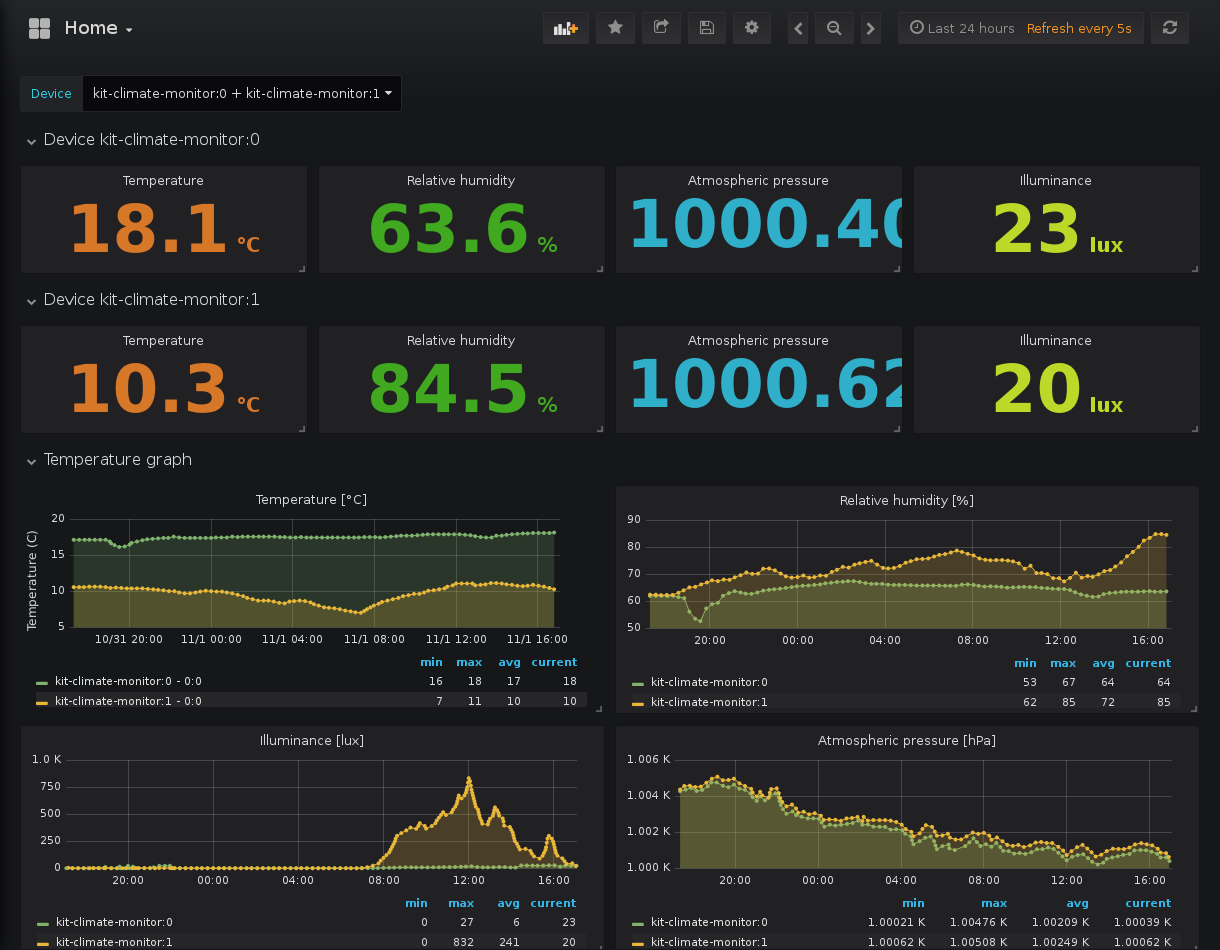 Home
Last 24 hours Refresh every 5s
Device kit-climate-monitor:0 + kit-climate-monitor:1
Device kit-climate-monitor:0
Temperature Relative humidity Atmospheric pressure Illuminance
18.1 °C 63.6 % 1000.40 23 lux
Device kit-climate-monitor:1
Temperature Relative humidity Atmospheric pressure Illuminance
10.3 °C 84.5 % 1000.62 20 lux
Temperature graph
Temperature [°C]
Temperature (C)
20
15
10
5
10/31 20:00 11/1 00:00 11/1 04:00 11/1 08:00 11/1 12:00 11/1 16:00
min max avg current
kit-climate-monitor:0 - 0:0 16 18 17 18
kit-climate-monitor:1 - 0:0 7 11 10 10
Relative humidity [%]
90
80
70
60
50
20:00 00:00 04:00 08:00 12:00 16:00
min max avg current
kit-climate-monitor:0 53 67 64 64
kit-climate-monitor:1 62 85 72 85
Illuminance [lux]
1.0 K
750
500
250
0
20:00 00:00 04:00 08:00 12:00 16:00
min max avg current
kit-climate-monitor:0 0 27 6 23
kit-climate-monitor:1 0 832 241 20
Atmospheric pressure [hPa]
1.006 K
1.004 K
1.002 K
1.000 K
20:00 00:00 04:00 08:00 12:00 16:00
min max avg current
kit-climate-monitor:0 1.00021 K 1.00476 K 1.00209 K 1.00039 K
kit-climate-monitor:1 1.00062 K 1.00508 K 1.00249 K 1.00062 K